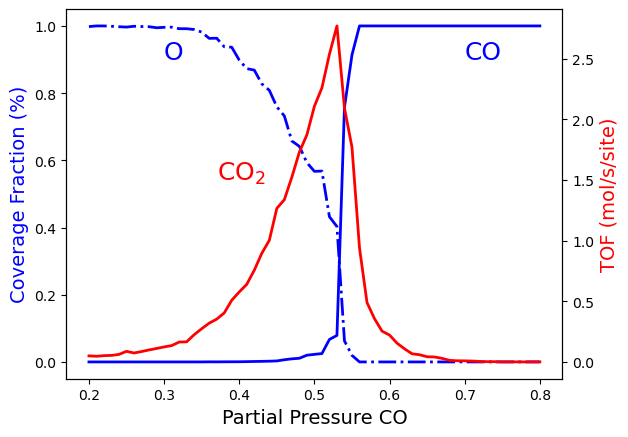 1.0
0.8
0.6
0.4
0.2
0.0
Coverage Fraction (%)
O
CO
CO₂
2.5
2.0
1.5
1.0
0.5
0.0
TOF (mol/s/site)
0.2 0.3 0.4 0.5 0.6 0.7 0.8
Partial Pressure CO